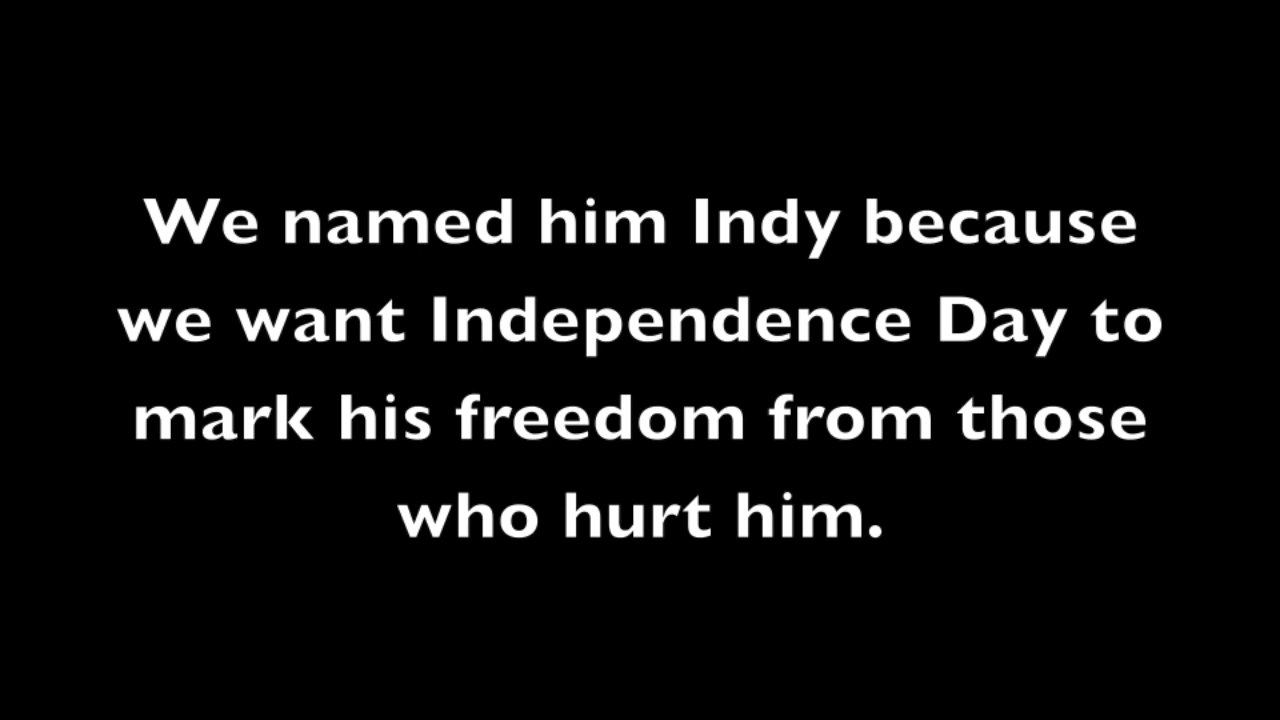 We named him Indy because
we want Independence Day to
mark his freedom from those
who hurt him.